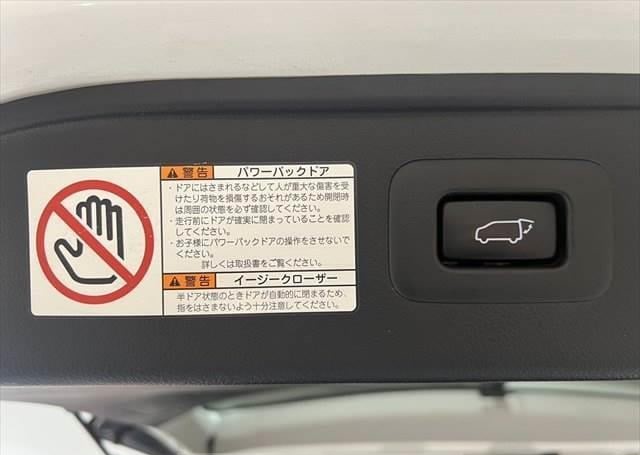 警告 パワーバックドア
・ドアにはさまれるなどして人が重大な傷害を受
けたり荷物を損傷するおそれがあるため開閉時
は周囲の状態を必ず確認してください。
・走行前にドアが確実に閉まっていることを確認
してください。
・お子様にパワーバックドアの操作をさせないで
ください。
詳しくは取扱書をご覧ください。
警告 イージークローザー
半ドア状態のときドアが自動的に閉まるため、
指をはさまないよう十分注意してください。